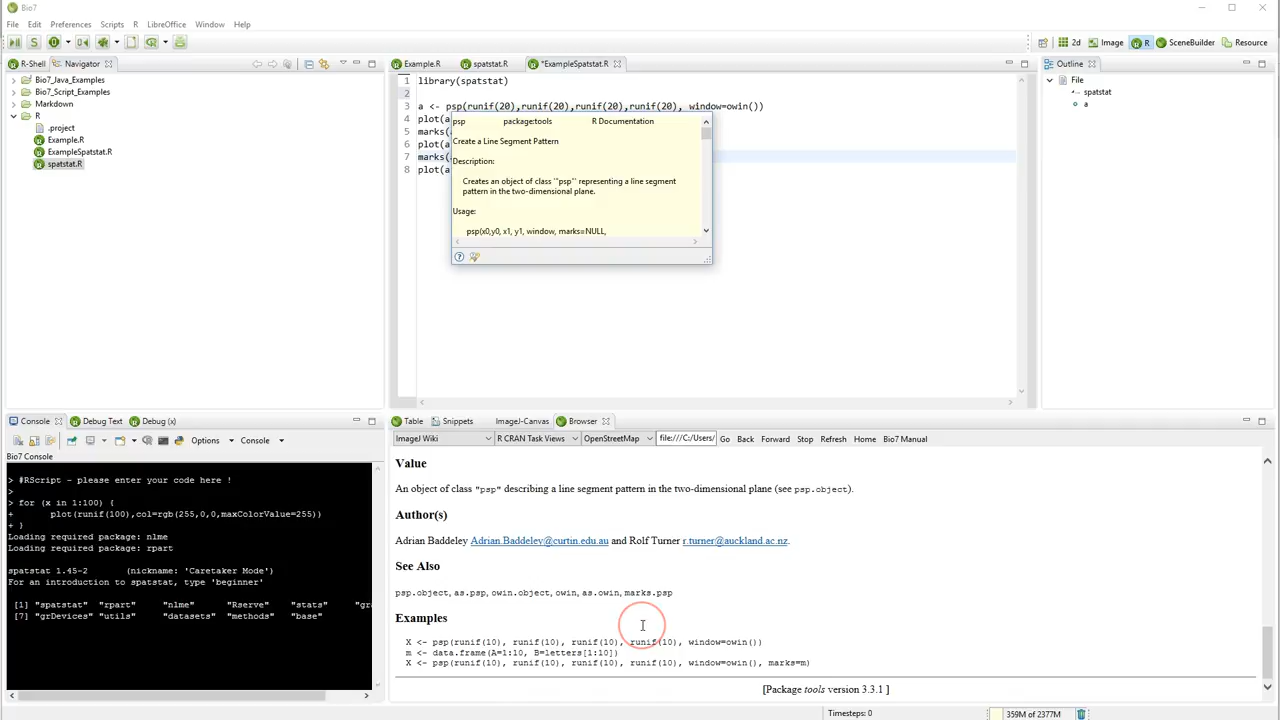 Bio7
File Edit Preferences Scripts R LibreOffice Window Help
2d Image R SceneBuilder Resource
R-Shell Navigator
Bio7_Java_Examples
Bio7_Script_Examples
Markdown
R
.project
Example.R
ExampleSpatstat.R
spatstat.R
Example.R spatstat.R *ExampleSpatstat.R
1 library(spatstat)
2
3 a <- psp(runif(20),runif(20),runif(20),runif(20), window=owin())
4 plot(a
5 marks(
6 plot(a
7 marks(
8 plot(a
psp package:tools R Documentation
Create a Line Segment Pattern
Description:
Creates an object of class '"psp"' representing a line segment
pattern in the two-dimensional plane.
Usage:
psp(x0,y0, x1, y1, window, marks=NULL,
Outline
File
spatstat
a
Console Debug Text Debug (x)
Options Console
Bio7 Console
> #RScript - please enter your code here !
>
> for (x in 1:100) {
+ plot(runif(100),col=rgb(255,0,0,maxColorValue=255))
+ }
Loading required package: nlme
Loading required package: rpart
spatstat 1.45-2 (nickname: 'Caretaker Mode')
For an introduction to spatstat, type 'beginner'
[1] "spatstat" "rpart" "nlme" "Rserve" "stats"
[7] "grDevices" "utils" "datasets" "methods" "base"
Table Snippets ImageJ-Canvas Browser
ImageJ Wiki R CRAN Task Views OpenStreetMap file:///C:/Users/ Go Back Forward Stop Refresh Home Bio7 Manual
Value
An object of class "psp" describing a line segment pattern in the two-dimensional plane (see psp.object).
Author(s)
Adrian Baddeley Adrian.Baddeley@curtin.edu.au and Rolf Turner r.turner@auckland.ac.nz.
See Also
psp.object, as.psp, owin.object, owin, as.owin, marks.psp
Examples
X <- psp(runif(10), runif(10), runif(10), runif(10), window=owin())
m <- data.frame(A=1:10, B=letters[1:10])
X <- psp(runif(10), runif(10), runif(10), runif(10), window=owin(), marks=m)
[Package tools version 3.3.1 ]
Timesteps: 0
359M of 2377M